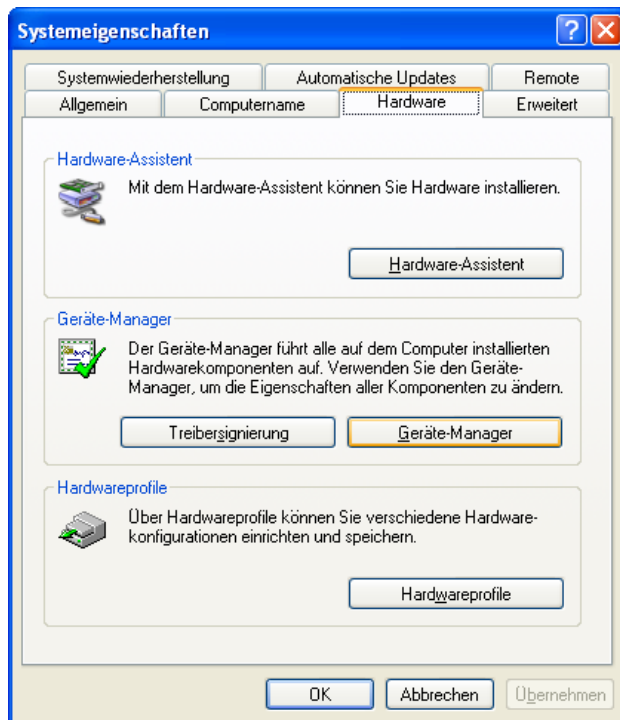 Systemeigenschaften
Systemwiederherstellung Automatische Updates Remote
Allgemein Computername Hardware Erweitert
Hardware-Assistent
Mit dem Hardware-Assistent können Sie Hardware installieren.
Hardware-Assistent
Geräte-Manager
Der Geräte-Manager führt alle auf dem Computer installierten
Hardwarekomponenten auf. Verwenden Sie den Geräte-
Manager, um die Eigenschaften aller Komponenten zu ändern.
Treibersignierung Geräte-Manager
Hardwareprofile
Über Hardwareprofile können Sie verschiedene Hardware-
konfigurationen einrichten und speichern.
Hardwareprofile
OK Abbrechen Übernehmen